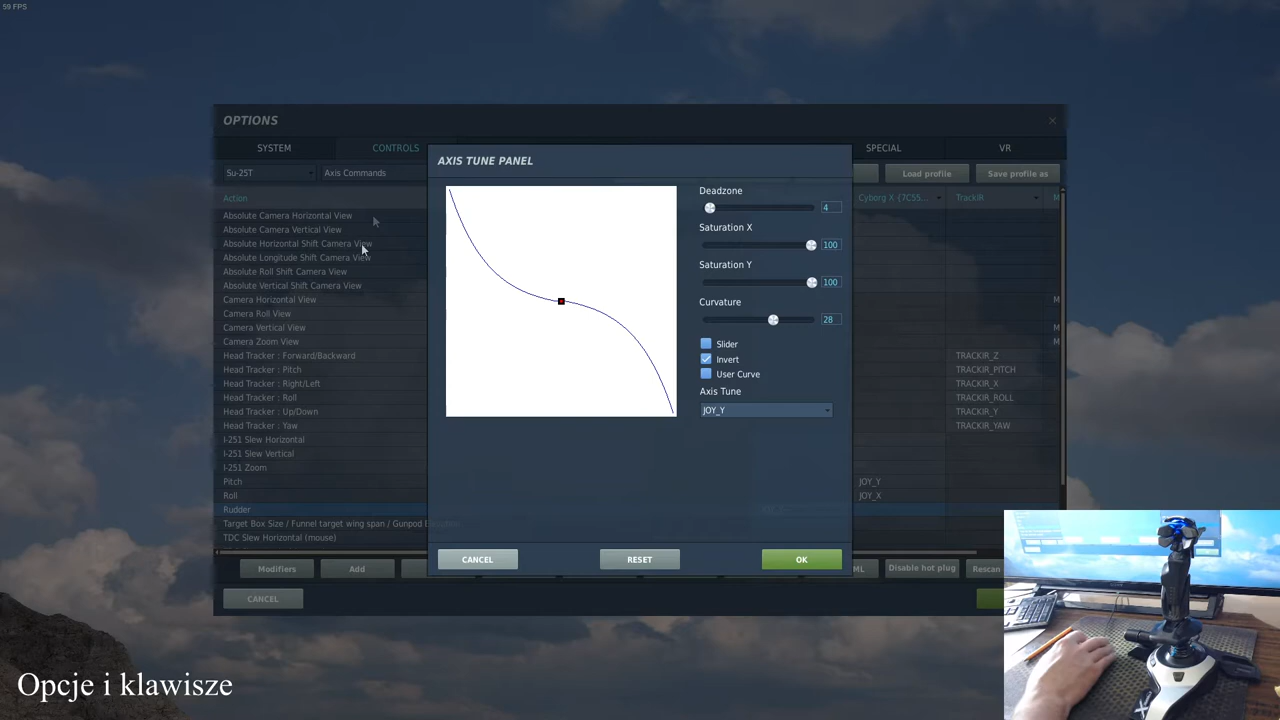 59 FPS
OPTIONS
SYSTEM
CONTROLS
SPECIAL
VR
Su-25T
Axis Commands
Load profile
Save profile as
AXIS TUNE PANEL
Action
Cyborg X {7C55...
TrackIR
M
Absolute Camera Horizontal View
Absolute Camera Vertical View
Absolute Horizontal Shift Camera View
Absolute Longitude Shift Camera View
Absolute Roll Shift Camera View
Absolute Vertical Shift Camera View
Camera Horizontal View
M
Camera Roll View
Camera Vertical View
M
Camera Zoom View
M
Head Tracker : Forward/Backward
TRACKIR_Z
Head Tracker : Pitch
TRACKIR_PITCH
Head Tracker : Right/Left
TRACKIR_X
Head Tracker : Roll
TRACKIR_ROLL
Head Tracker : Up/Down
TRACKIR_Y
Head Tracker : Yaw
TRACKIR_YAW
I-251 Slew Horizontal
I-251 Slew Vertical
I-251 Zoom
Pitch
JOY_Y
Roll
JOY_X
Rudder
Target Box Size / Funnel target wing span / Gunpod
TDC Slew Horizontal (mouse)
Deadzone
4
Saturation X
100
Saturation Y
100
Curvature
28
Slider
Invert
User Curve
Axis Tune
JOY_Y
CANCEL
RESET
OK
Modifiers
Add
ML
Disable hot plug
Rescan
CANCEL
Opcje i klawisze